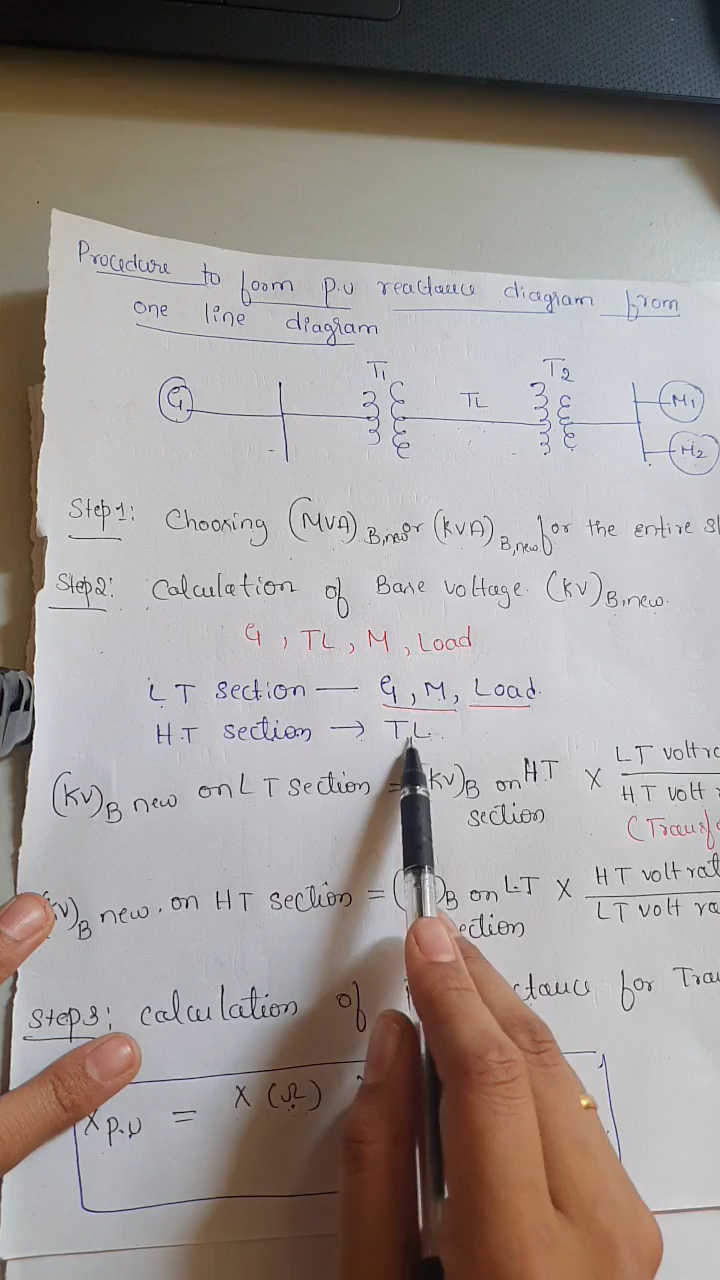 Procedure to form p.u reactance diagram from
one line diagram
T1 T2
G TL M1
M2
Step 1: Choosing (MVA)B,new or (KVA)B,new for the entire
Step 2: Calculation of Base voltage. (KV)B,new.
G, TL, M, Load
LT section — G, M, Load.
HT section → TL.
(KV)B new on LT section = KV)B on HT section × LT volt / HT volt
(Transf
V)B new. on HT section = ( )B on LT × HT volt rat / LT volt ra
Step 3: calculation of for Tra
Xp.u = X (Ω)